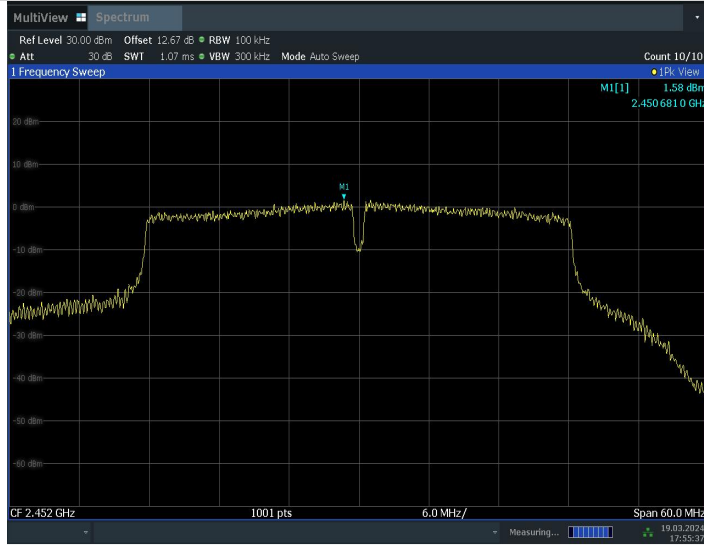 MultiView Spectrum
Ref Level 30.00 dBm Offset 12.67 dB RBW 100 kHz
Att 30 dB SWT 1.07 ms VBW 300 kHz Mode Auto Sweep Count 10/10
1 Frequency Sweep 1Pk View
M1[1] 1.58 dBm
2.4506810 GHz
20 dBm
10 dBm
M1
0 dBm
-10 dBm
-20 dBm
-30 dBm
-40 dBm
-50 dBm
-60 dBm
CF 2.452 GHz 1001 pts 6.0 MHz/ Span 60.0 MHz
Measuring... 19.03.2024
17:55:37